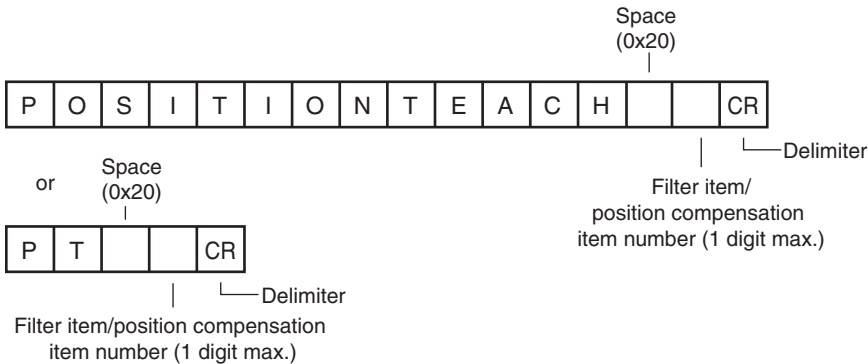 Space
(0x20)
P O S I T I O N T E A C H CR
Delimiter
Filter item/
position compensation
item number (1 digit max.)
or
Space
(0x20)
P T CR
Delimiter
Filter item/position compensation
item number (1 digit max.)